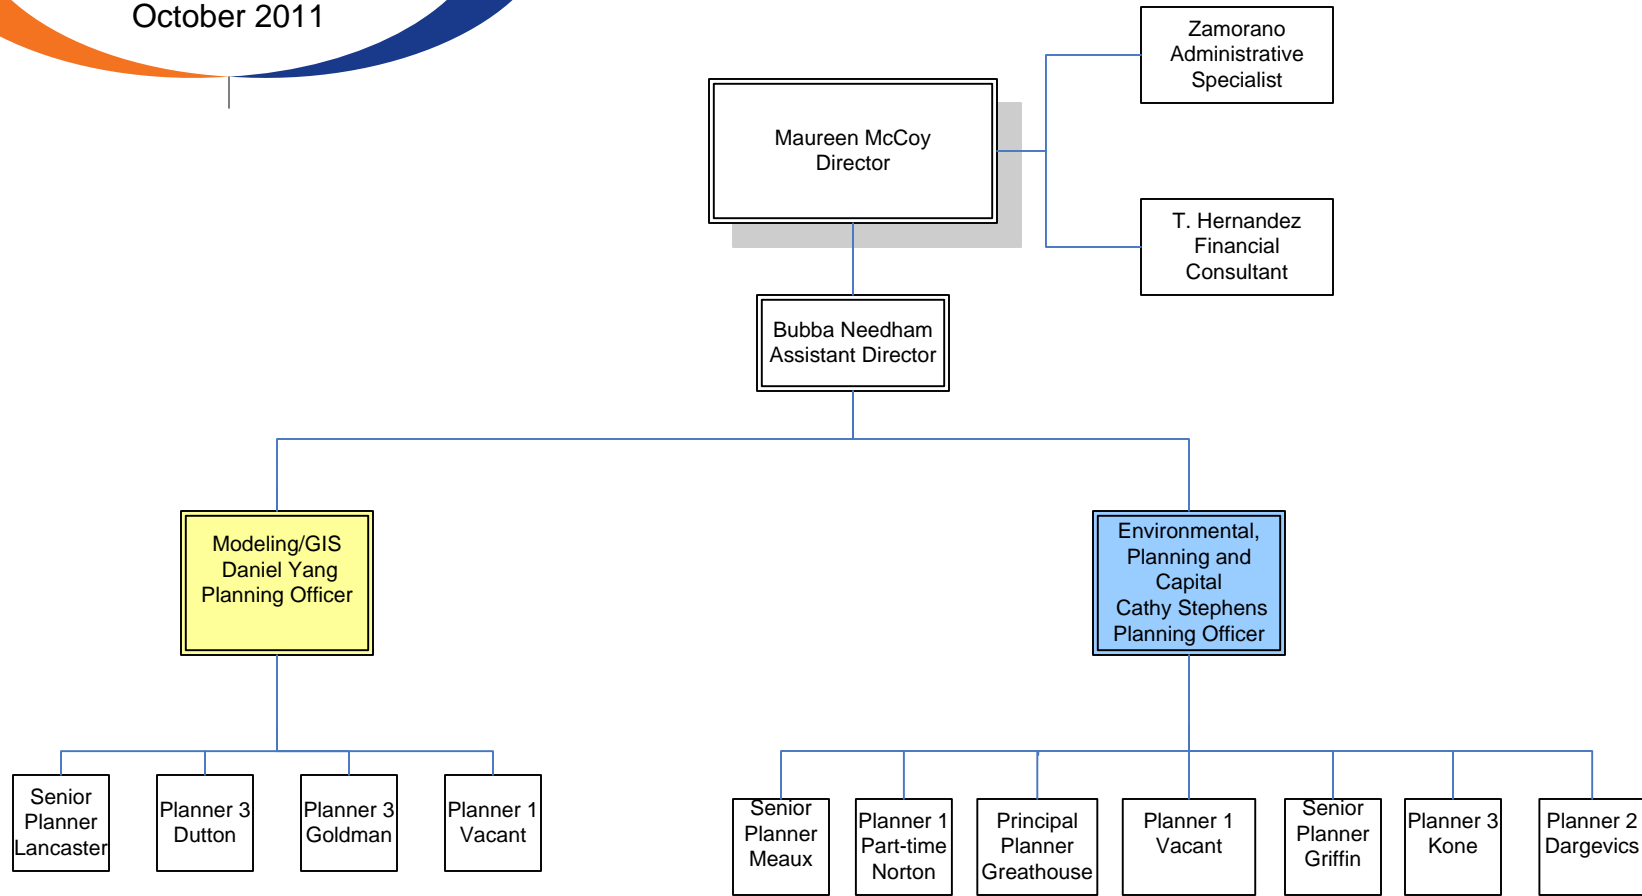 October 2011
Zamorano
Administrative
Specialist
Maureen McCoy
Director
T. Hernandez
Financial
Consultant
Bubba Needham
Assistant Director
Modeling/GIS
Daniel Yang
Planning Officer
Environmental,
Planning and
Capital
Cathy Stephens
Planning Officer
Senior
Planner
Lancaster
Planner 3
Dutton
Planner 3
Goldman
Planner 1
Vacant
Senior
Planner
Meaux
Planner 1
Part-time
Norton
Principal
Planner
Greathouse
Planner 1
Vacant
Senior
Planner
Griffin
Planner 3
Kone
Planner 2
Dargevics